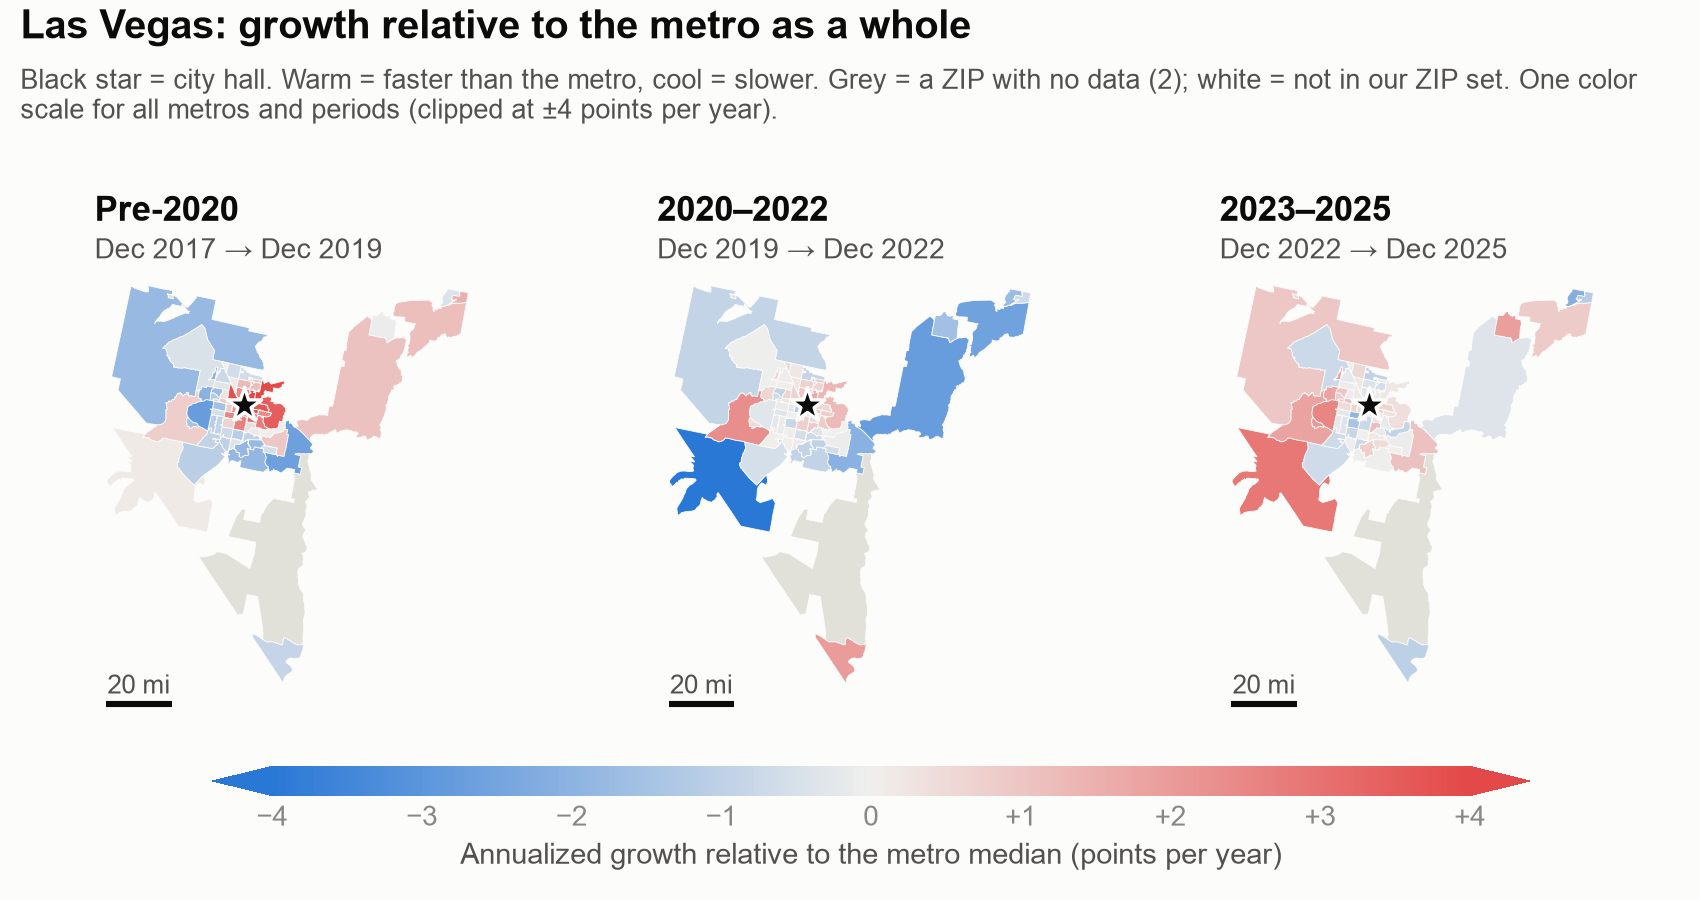 Las Vegas: growth relative to the metro as a whole
Black star = city hall. Warm = faster than the metro, cool = slower. Grey = a ZIP with no data (2); white = not in our ZIP set. One color
scale for all metros and periods (clipped at ±4 points per year).
Pre-2020
Dec 2017 → Dec 2019
20 mi
2020–2022
Dec 2019 → Dec 2022
20 mi
2023–2025
Dec 2022 → Dec 2025
20 mi
−4 −3 −2 −1 0 +1 +2 +3 +4
Annualized growth relative to the metro median (points per year)